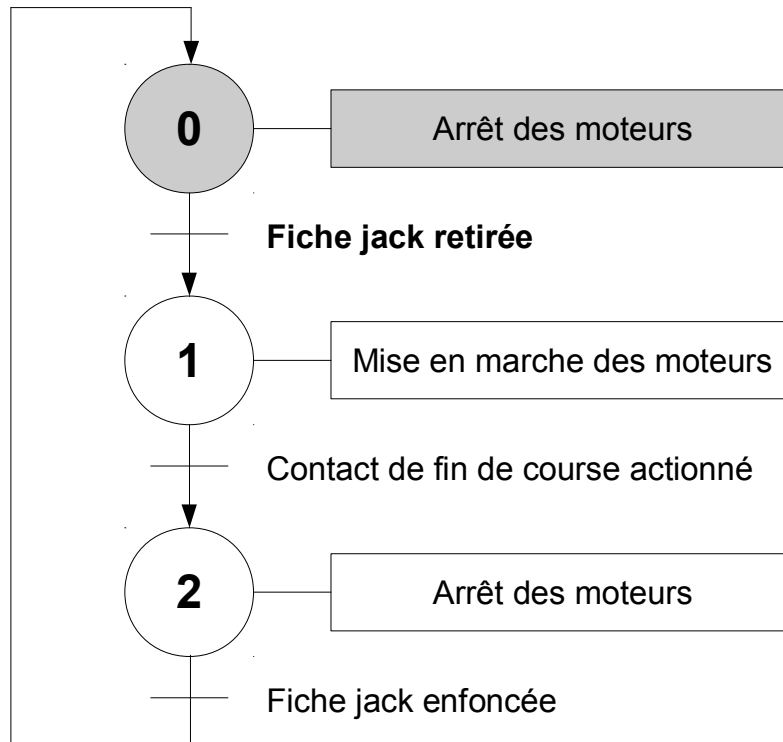 0
Arrêt des moteurs
Fiche jack retirée
1
Mise en marche des moteurs
Contact de fin de course actionné
2
Arrêt des moteurs
Fiche jack enfoncée